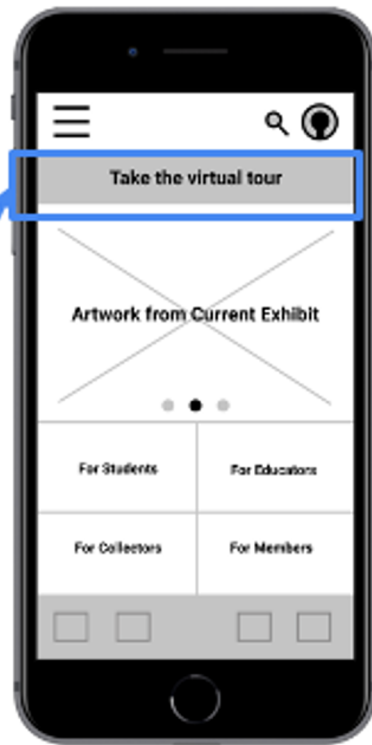 Take the virtual tour
Artwork from Current Exhibit
For Students
For Educators
For Collectors
For Members